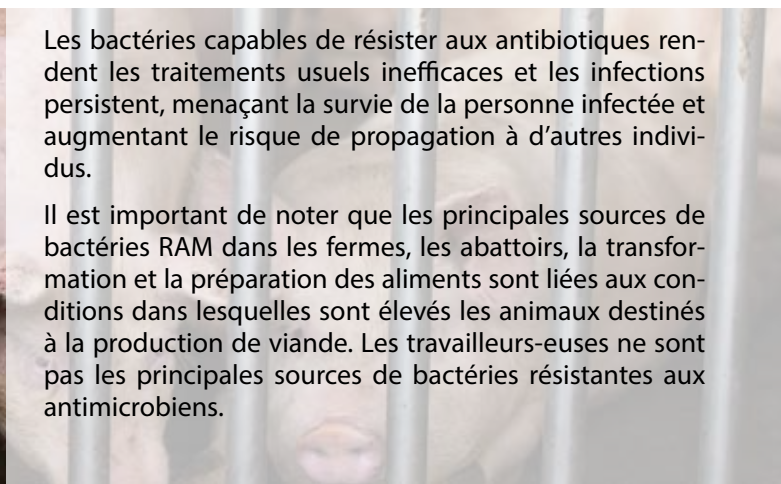 Les bactéries capables de résister aux antibiotiques ren-
dent les traitements usuels inefficaces et les infections
persistent, menaçant la survie de la personne infectée et
augmentant le risque de propagation à d'autres indivi-
dus.
Il est important de noter que les principales sources de
bactéries RAM dans les fermes, les abattoirs, la transfor-
mation et la préparation des aliments sont liées aux con-
ditions dans lesquelles sont élevés les animaux destinés
à la production de viande. Les travailleurs-euses ne sont
pas les principales sources de bactéries résistantes aux
antimicrobiens.